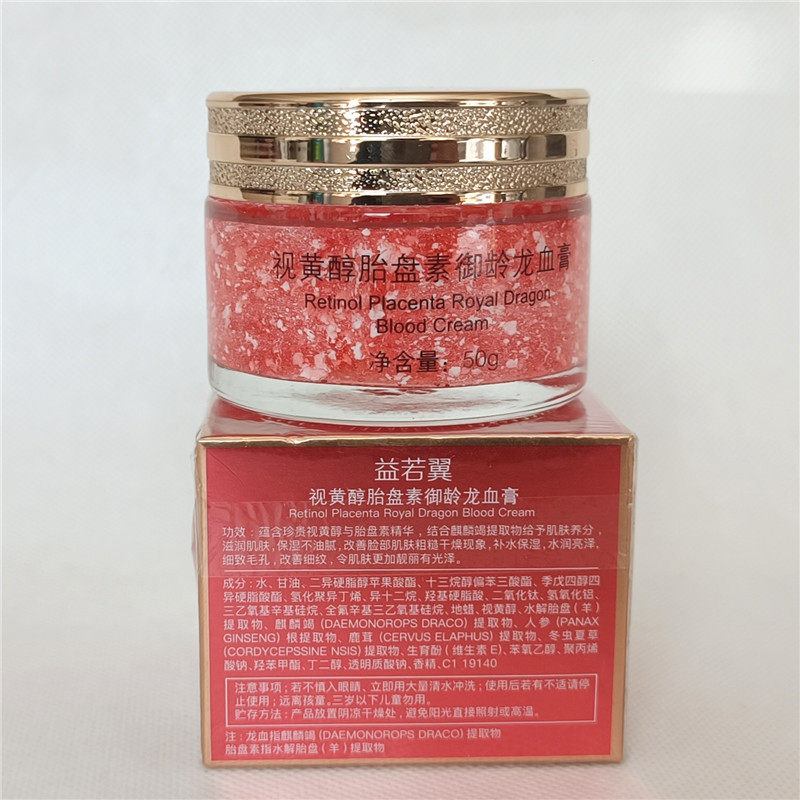 视黄醇胎盘素御龄龙血膏
Retinol Placenta Royal Dragon
Blood Cream
净含量：50g
益若翼
视黄醇胎盘素御龄龙血膏
Retinol Placenta Royal Dragon Blood Cream
功效：蕴含珍贵视黄醇与胎盘素精华，结合麒麟竭提取物给予肌肤养分，
滋润肌肤，保湿不油腻，改善脸部肌肤粗糙干燥现象，补水保湿，水润亮泽，
细致毛孔，改善细纹，令肌肤更加靓丽有光泽。
成分：水、甘油、二异硬脂醇苹果酸酯、十三烷醇偏苯三酸酯、季戊四醇四
异硬脂酸酯、氢化聚异丁烯、异十二烷、羟基硬脂酸、二氧化钛、氢氧化铝、
三乙氧基辛基硅烷、全氟辛基三乙氧基硅烷、地蜡、视黄醇、水解胎盘（羊）
提取物、麒麟竭 (DAEMONOROPS DRACO) 提取物、人参 (PANAX
GINSENG) 根提取物、鹿茸 (CERVUS ELAPHUS) 提取物、冬虫夏草
(CORDYCEPSSINE NSIS) 提取物、生育酚（维生素 E）、苯氧乙醇、聚丙烯
酸钠、羟苯甲酯、丁二醇、透明质酸钠、香精、C1 19140
注意事项；若不慎入眼睛、立即用大量清水冲洗；使用后若有不适请停
止使用；远离孩童。三岁以下儿童勿用。
贮存方法：产品放置阴凉干燥处，避免阳光直接照射或高温。
注：龙血指麒麟竭 (DAEMONOROPS DRACO) 提取物
胎盘素指水解胎盘（羊）提取物